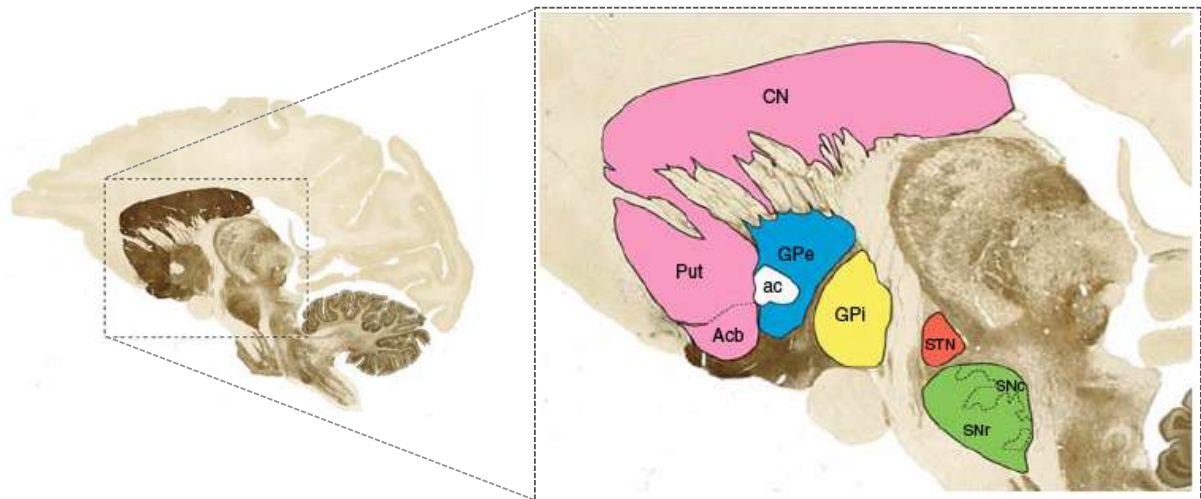 CN
GPe
Put
ac
GPi
Acb
STN
SNc
SNr